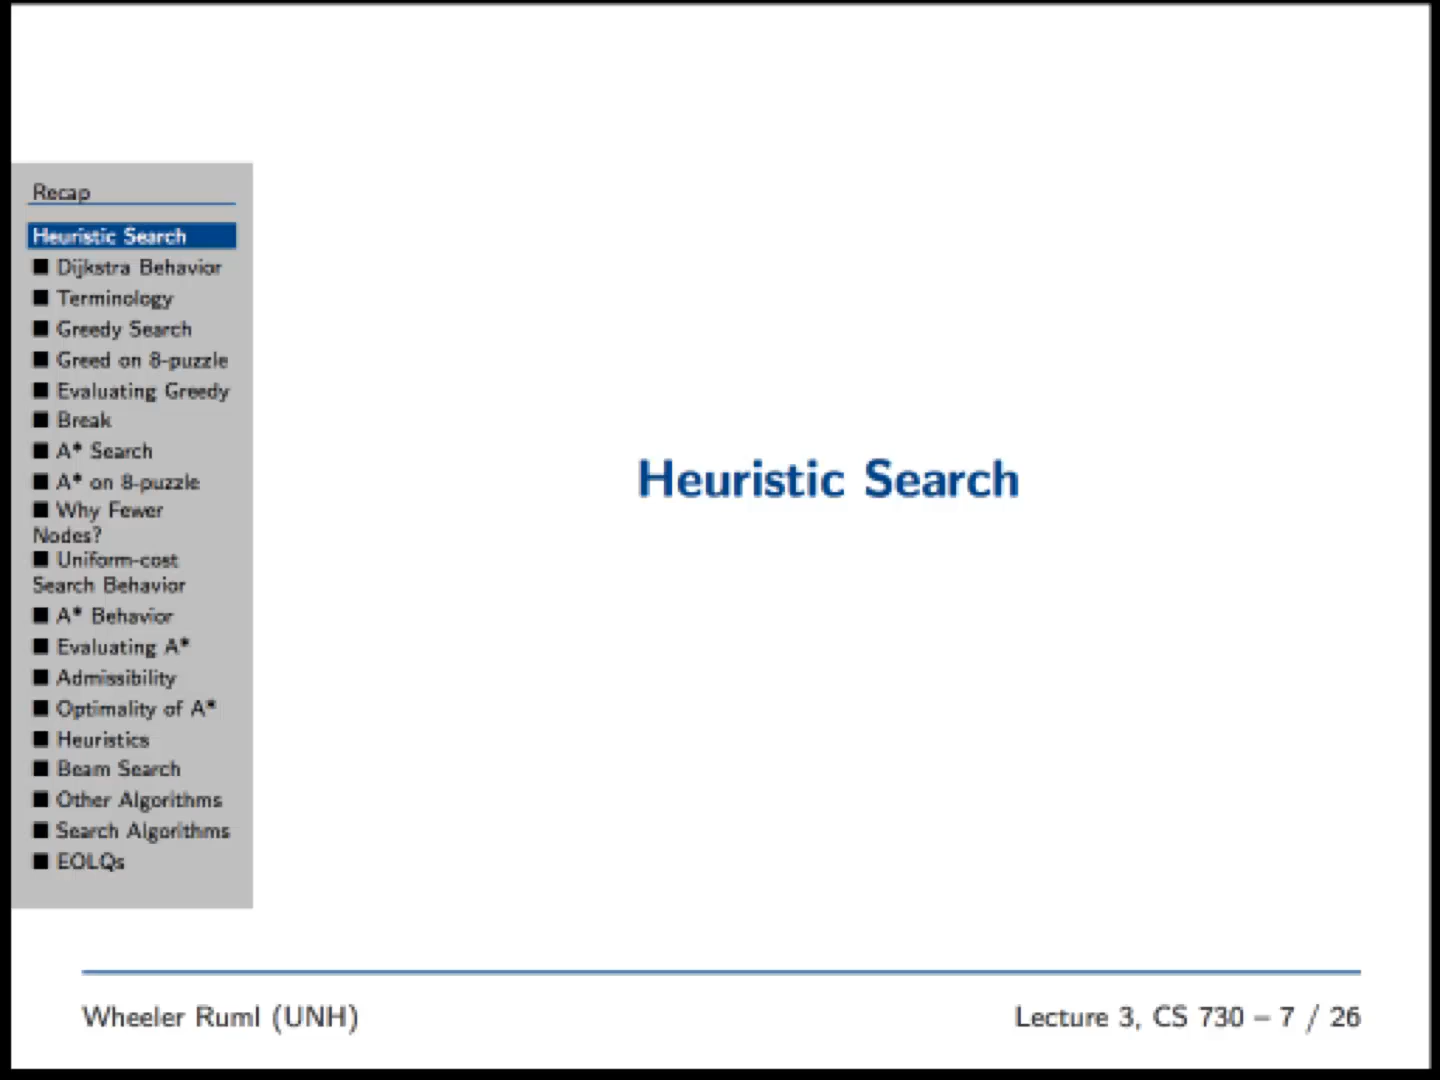 Recap
Heuristic Search
■ Dijkstra Behavior
■ Terminology
■ Greedy Search
■ Greed on 8-puzzle
■ Evaluating Greedy
■ Break
■ A* Search
■ A* on 8-puzzle
■ Why Fewer
Nodes?
■ Uniform-cost
Search Behavior
■ A* Behavior
■ Evaluating A*
■ Admissibility
■ Optimality of A*
■ Heuristics
■ Beam Search
■ Other Algorithms
■ Search Algorithms
■ EOLQs
Heuristic Search
Wheeler Ruml (UNH)
Lecture 3, CS 730 – 7 / 26